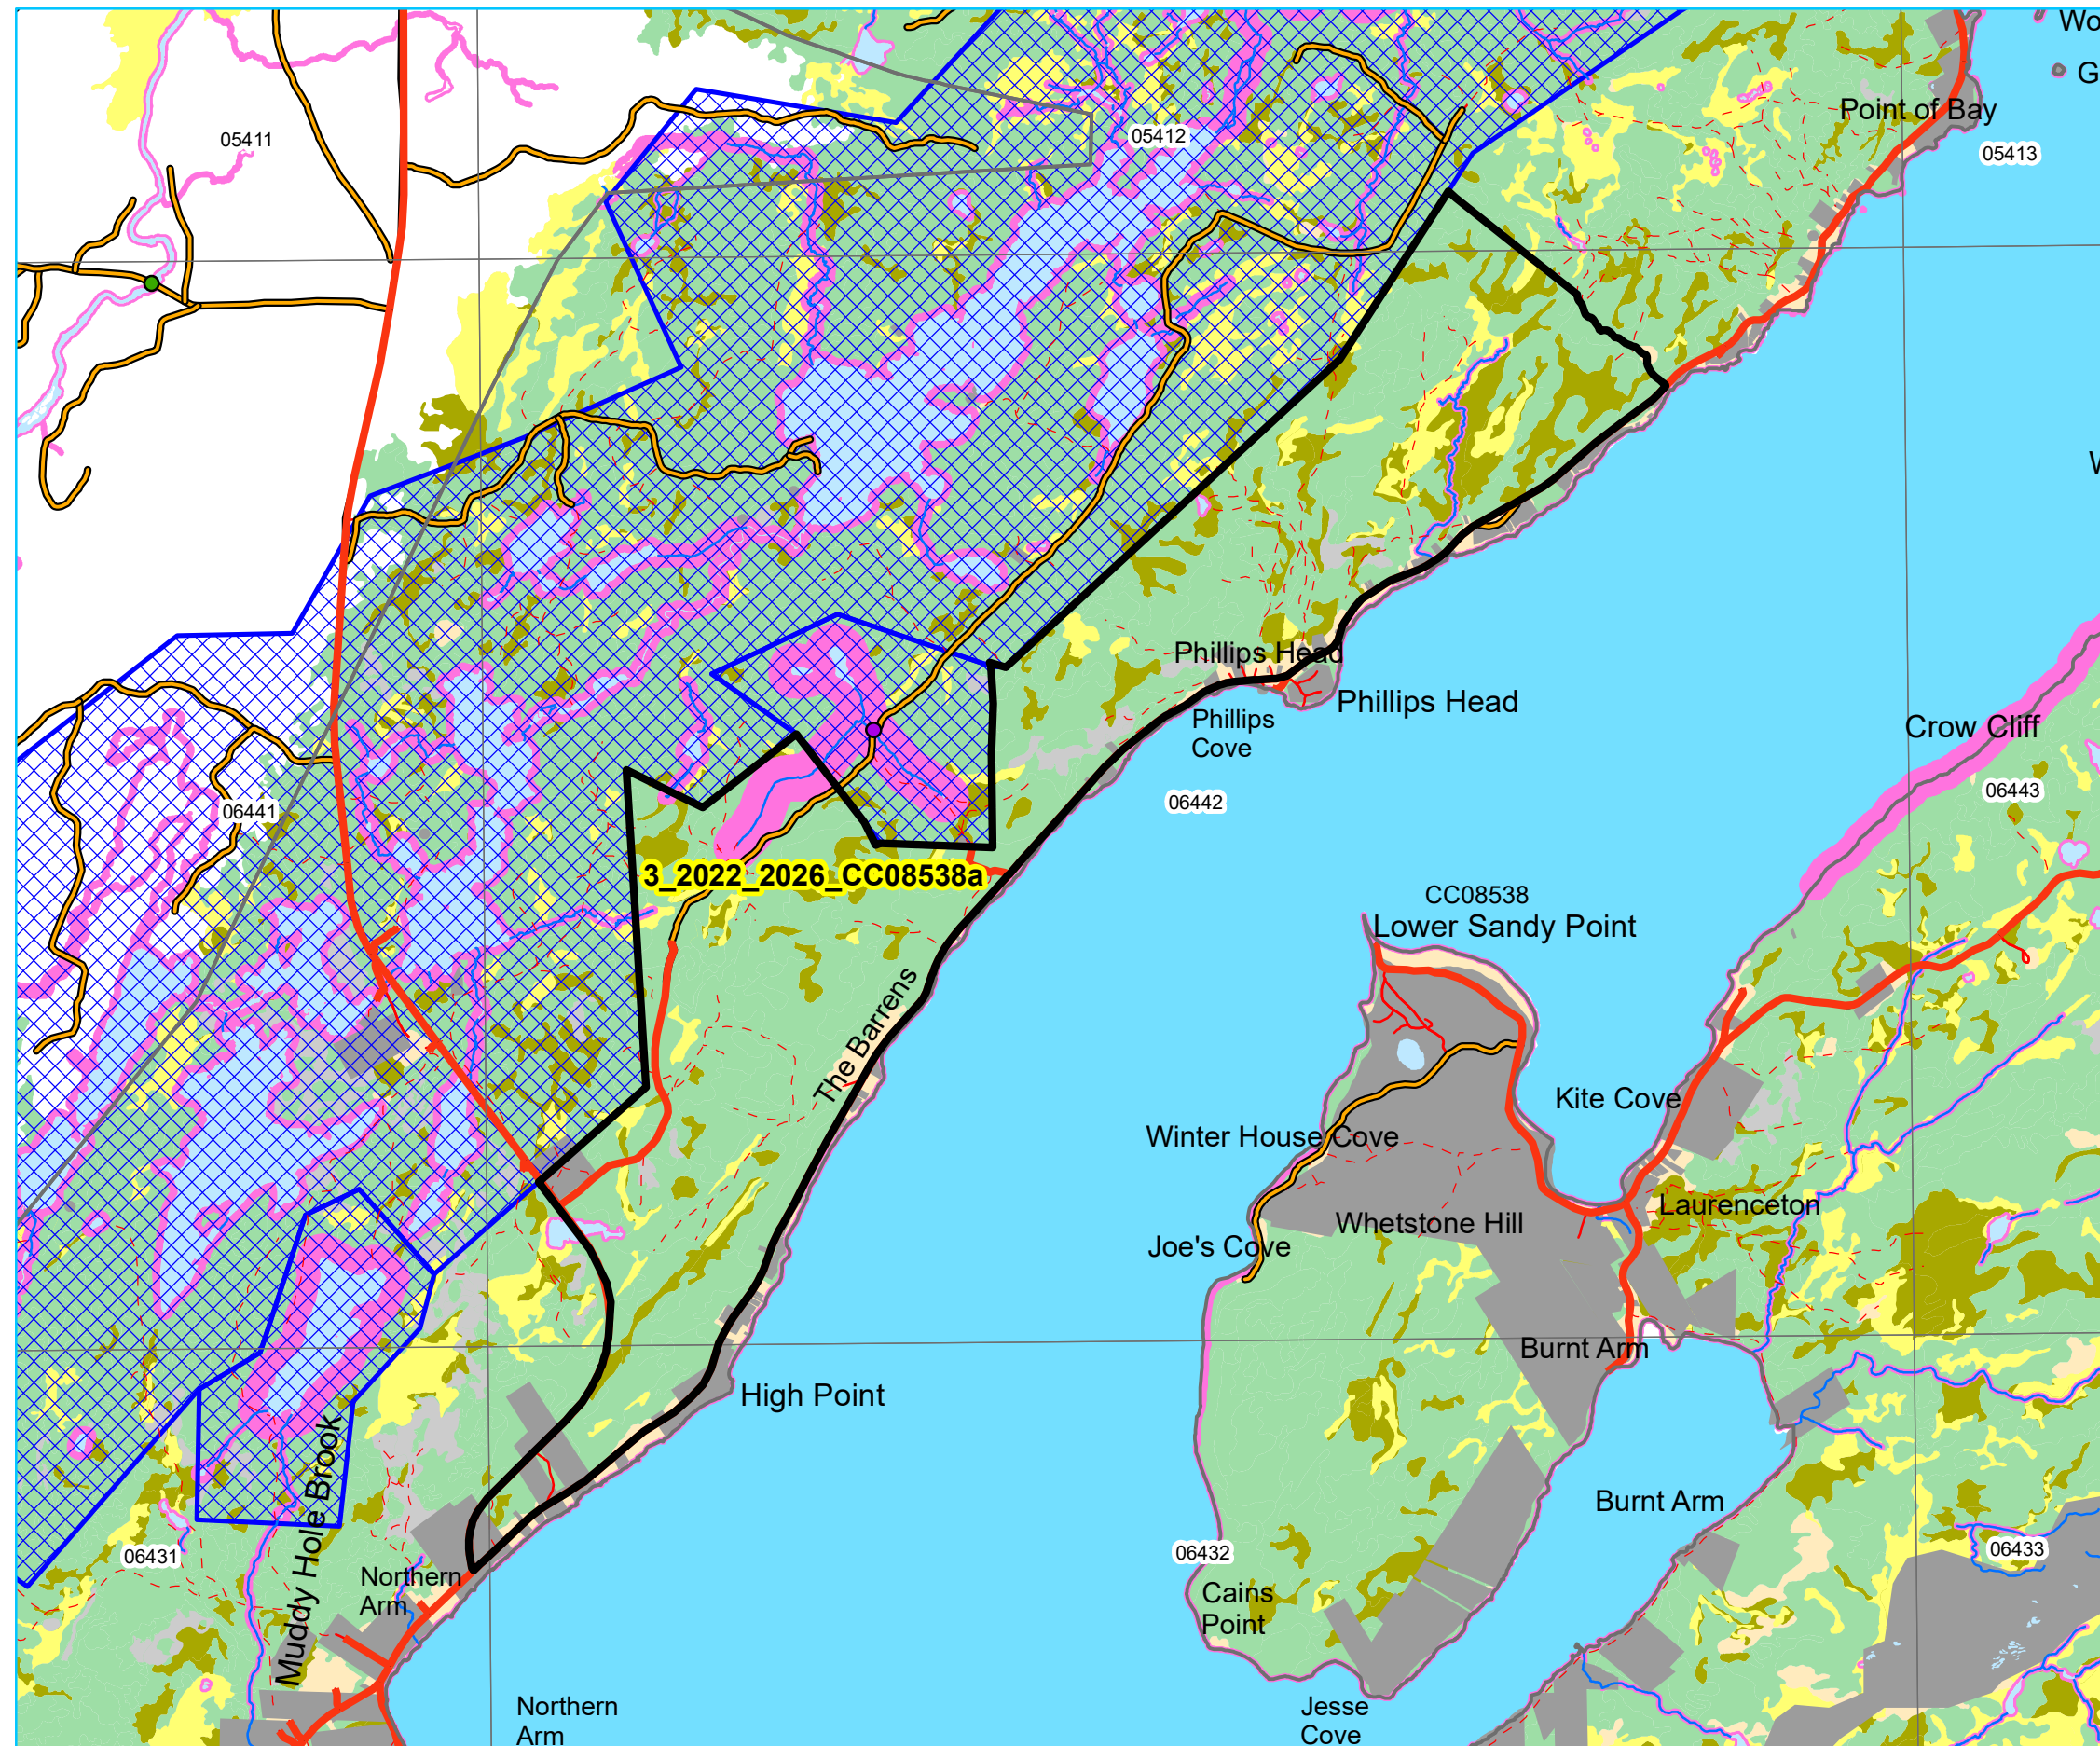 Point of Bay
05411
05412
05413
Phillips Head
Phillips Head
Phillips
Cove
Crow Cliff
06441
06442
06443
3_2022_2026_CC08538a
CC08538
Lower Sandy Point
The Barrens
Kite Cove
Winter House Cove
Laurenceton
Whetstone Hill
Joe's Cove
Burnt Arm
High Point
Burnt Arm
Muddy Hole Brook
06431
06432
06433
Northern
Arm
Cains
Point
Northern
Arm
Jesse
Cove